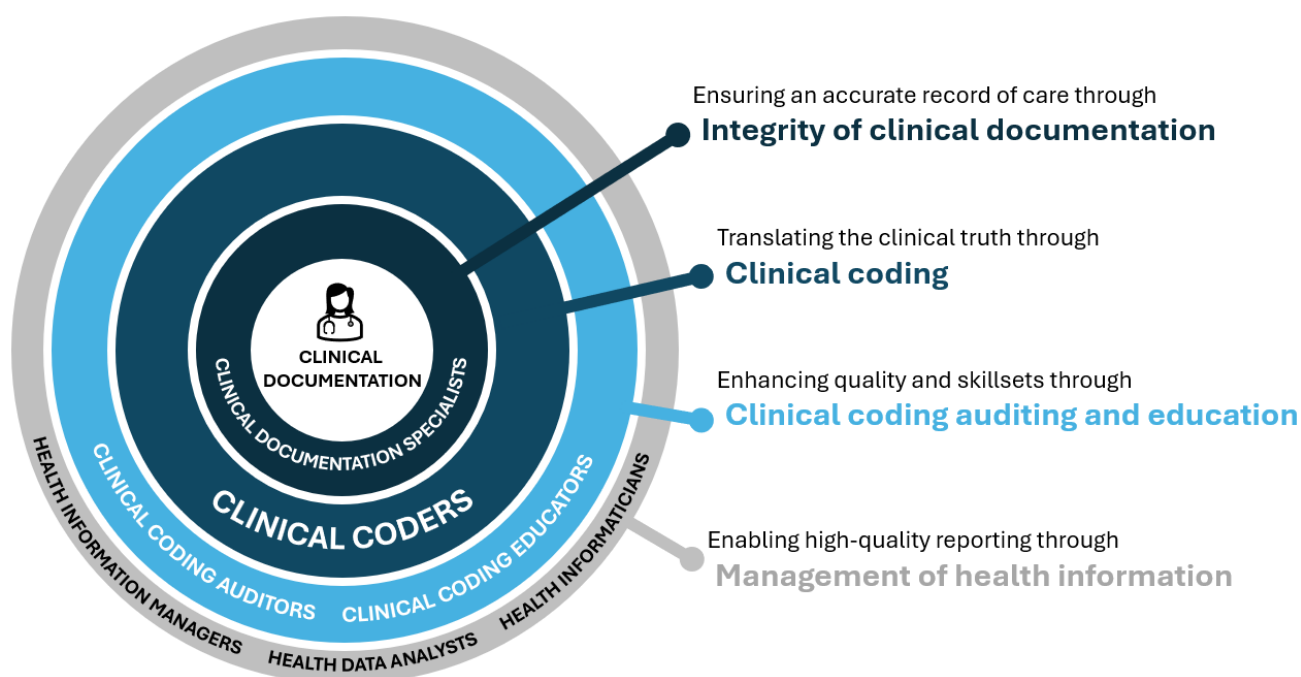 Ensuring an accurate record of care through
Integrity of clinical documentation
Translating the clinical truth through
Clinical coding
Enhancing quality and skillsets through
Clinical coding auditing and education
Enabling high-quality reporting through
Management of health information
CLINICAL
DOCUMENTATION
CLINICAL DOCUMENTATION SPECIALISTS
CLINICAL CODERS
CLINICAL CODING AUDITORS
CLINICAL CODING EDUCATORS
HEALTH INFORMATION MANAGERS
HEALTH DATA ANALYSTS
HEALTH INFORMATICIANS